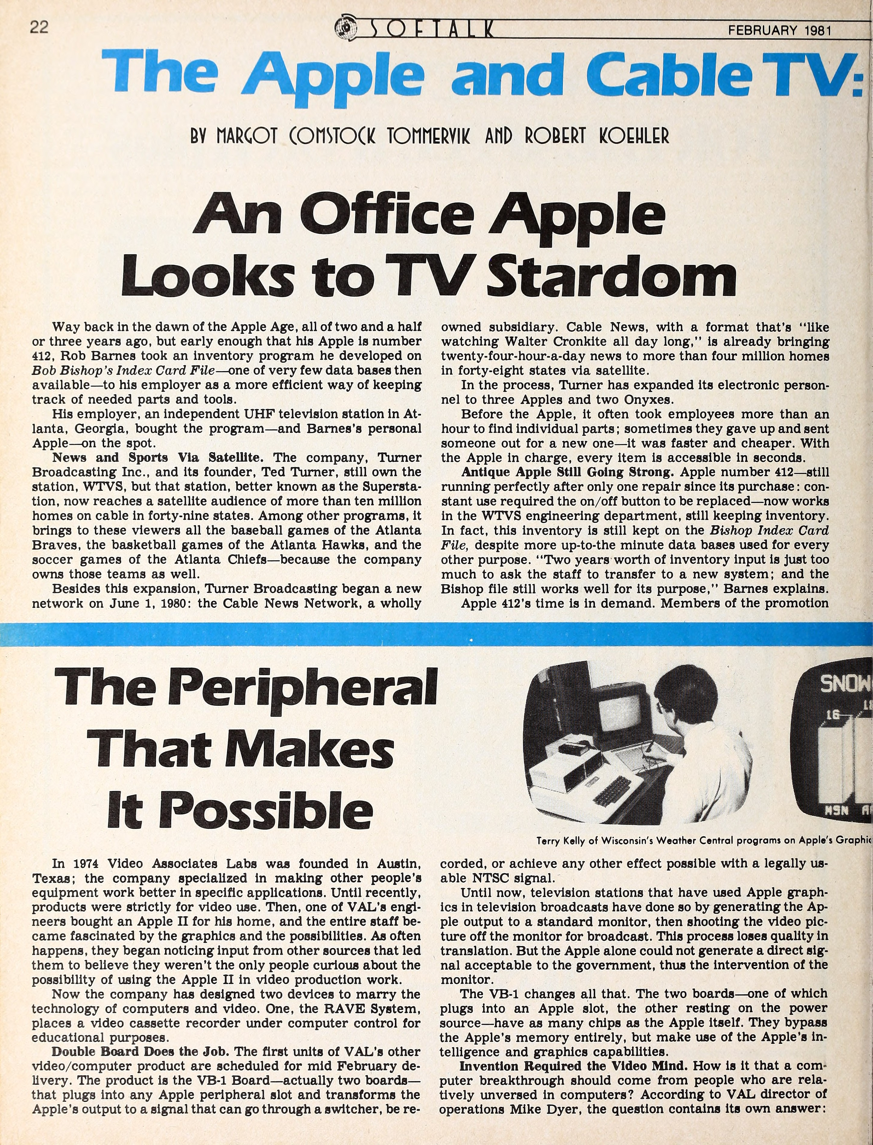 22
SOFTALK
FEBRUARY 1981
The Apple and Cable TV:
BY MARGOT COMSTOCK TOMMERVIK AND ROBERT KOEHLER
An Office Apple
Looks to TV Stardom
Way back in the dawn of the Apple Age, all of two and a half
or three years ago, but early enough that his Apple is number
412, Rob Barnes took an inventory program he developed on
Bob Bishop's Index Card File—one of very few data bases then
available—to his employer as a more efficient way of keeping
track of needed parts and tools.
His employer, an independent UHF television station in At-
lanta, Georgia, bought the program—and Barnes's personal
Apple—on the spot.
News and Sports Via Satellite. The company, Turner
Broadcasting Inc., and its founder, Ted Turner, still own the
station, WTVS, but that station, better known as the Supersta-
tion, now reaches a satellite audience of more than ten million
homes on cable in forty-nine states. Among other programs, it
brings to these viewers all the baseball games of the Atlanta
Braves, the basketball games of the Atlanta Hawks, and the
soccer games of the Atlanta Chiefs—because the company
owns those teams as well.
Besides this expansion, Turner Broadcasting began a new
network on June 1, 1980: the Cable News Network, a wholly
owned subsidiary. Cable News, with a format that's "like
watching Walter Cronkite all day long," is already bringing
twenty-four-hour-a-day news to more than four million homes
in forty-eight states via satellite.
In the process, Turner has expanded its electronic person-
nel to three Apples and two Onyxes.
Before the Apple, it often took employees more than an
hour to find individual parts; sometimes they gave up and sent
someone out for a new one—it was faster and cheaper. With
the Apple in charge, every item is accessible in seconds.
Antique Apple Still Going Strong. Apple number 412—still
running perfectly after only one repair since its purchase: con-
stant use required the on/off button to be replaced—now works
in the WTVS engineering department, still keeping inventory.
In fact, this inventory is still kept on the Bishop Index Card
File, despite more up-to-the minute data bases used for every
other purpose. "Two years worth of inventory input is just too
much to ask the staff to transfer to a new system; and the
Bishop file still works well for its purpose," Barnes explains.
Apple 412's time is in demand. Members of the promotion
The Peripheral
That Makes
It Possible
SNOW
16
18
MSN
Terry Kelly of Wisconsin's Weather Central programs on Apple's Graphic
In 1974 Video Associates Labs was founded in Austin,
Texas; the company specialized in making other people's
equipment work better in specific applications. Until recently,
products were strictly for video use. Then, one of VAL's engi-
neers bought an Apple II for his home, and the entire staff be-
came fascinated by the graphics and the possibilities. As often
happens, they began noticing input from other sources that led
them to believe they weren't the only people curious about the
possibility of using the Apple II in video production work.
Now the company has designed two devices to marry the
technology of computers and video. One, the RAVE System,
places a video cassette recorder under computer control for
educational purposes.
Double Board Does the Job. The first units of VAL's other
video/computer product are scheduled for mid February de-
livery. The product is the VB-1 Board—actually two boards—
that plugs into any Apple peripheral slot and transforms the
Apple's output to a signal that can go through a switcher, be re-
corded, or achieve any other effect possible with a legally us-
able NTSC signal.
Until now, television stations that have used Apple graph-
ics in television broadcasts have done so by generating the Ap-
ple output to a standard monitor, then shooting the video pic-
ture off the monitor for broadcast. This process loses quality in
translation. But the Apple alone could not generate a direct sig-
nal acceptable to the government, thus the intervention of the
monitor.
The VB-1 changes all that. The two boards—one of which
plugs into an Apple slot, the other resting on the power
source—have as many chips as the Apple itself. They bypass
the Apple's memory entirely, but make use of the Apple's in-
telligence and graphics capabilities.
Invention Required the Video Mind. How is it that a com-
puter breakthrough should come from people who are rela-
tively unversed in computers? According to VAL director of
operations Mike Dyer, the question contains its own answer: